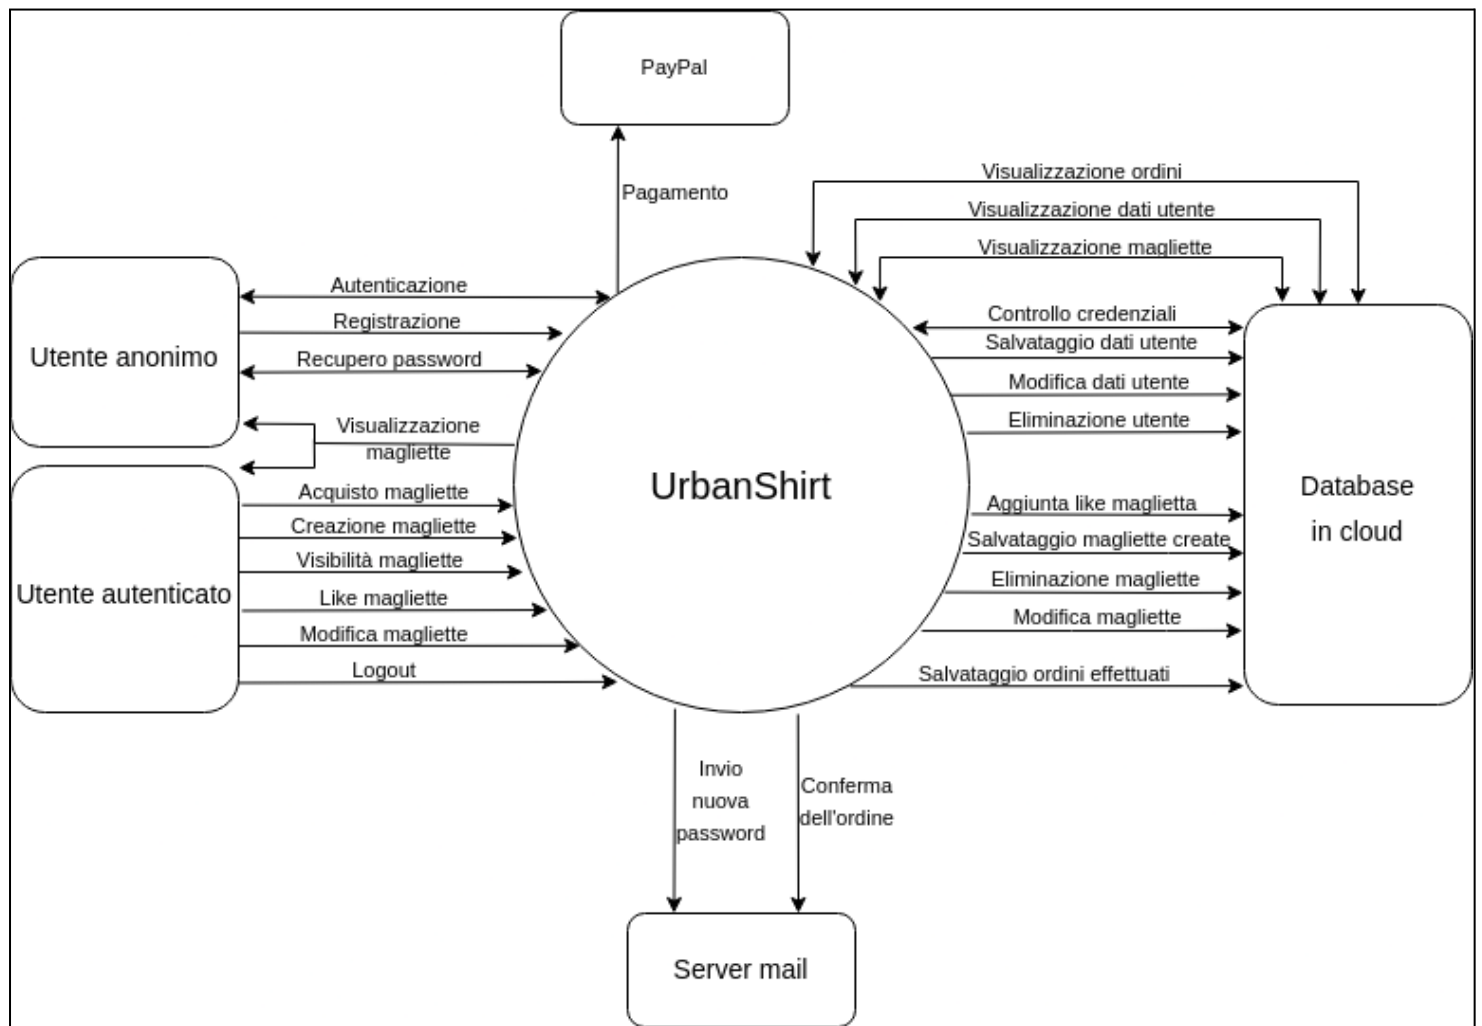 PayPal
Pagamento
Visualizzazione ordini
Visualizzazione dati utente
Visualizzazione magliette
Utente anonimo
Autenticazione
Registrazione
Recupero password
Visualizzazione
magliette
Utente autenticato
Acquisto magliette
Creazione magliette
Visibilità magliette
Like magliette
Modifica magliette
Logout
UrbanShirt
Controllo credenziali
Salvataggio dati utente
Modifica dati utente
Eliminazione utente
Aggiunta like maglietta
Salvataggio magliette create
Eliminazione magliette
Modifica magliette
Salvataggio ordini effettuati
Database
in cloud
Invio
nuova
password
Conferma
dell'ordine
Server mail